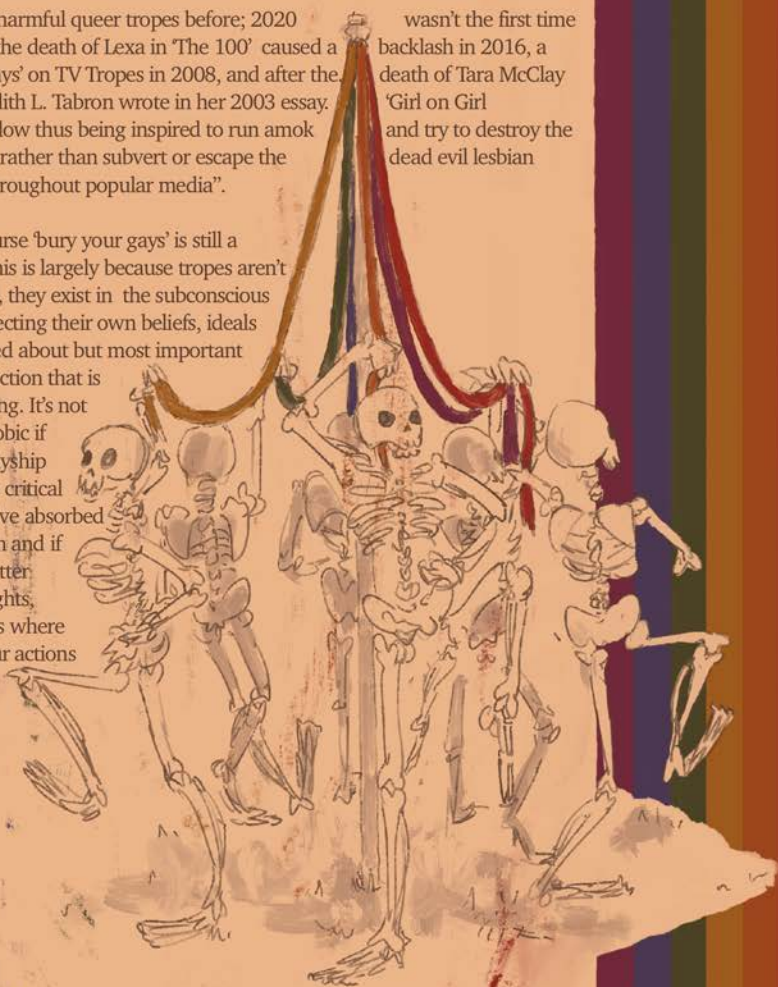 harmful queer tropes before; 2020 wasn't the first time
he death of Lexa in 'The 100' caused a backlash in 2016, a
ys' on TV Tropes in 2008, and after the death of Tara McClay
dith L. Tabron wrote in her 2003 essay. 'Girl on Girl
low thus being inspired to run amok and try to destroy the
rather than subvert or escape the dead evil lesbian
roughout popular media".
urse 'bury your gays' is still a
his is largely because tropes aren't
, they exist in the subconscious
ecting their own beliefs, ideals
ed about but most important
ction that is
ng. It's not
obic if
yship
critical
ve absorbed
n and if
tter
ghts,
s where
ur actions